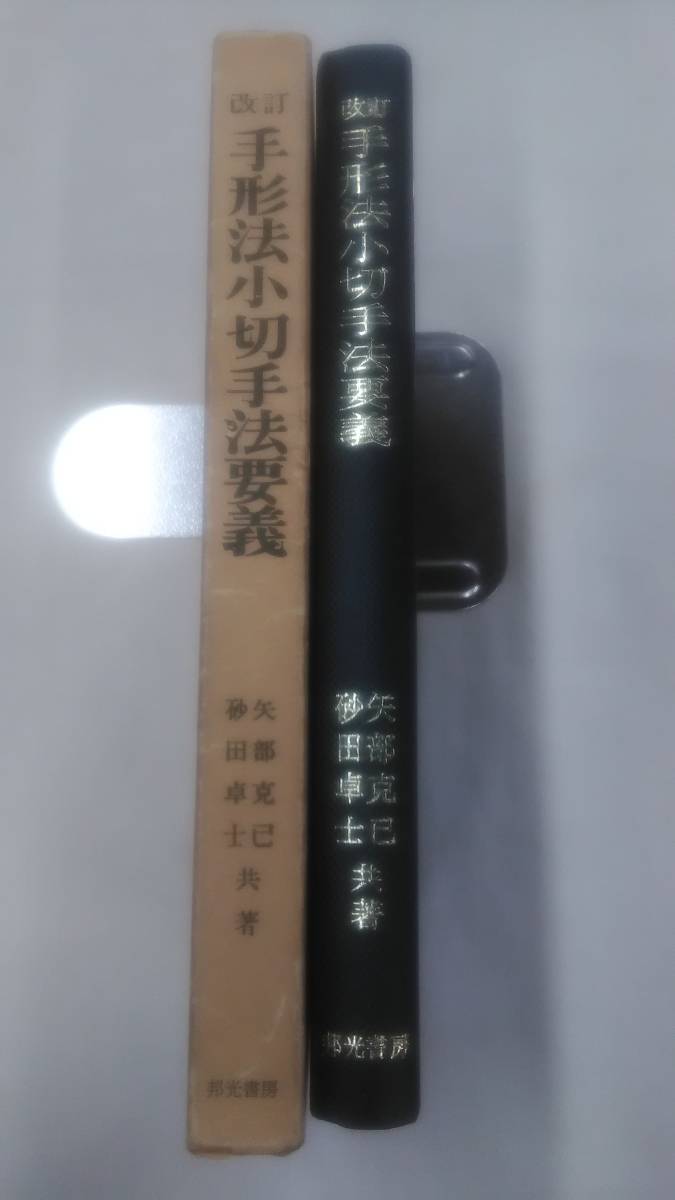 改訂
手形法小切手法要義
矢部克己
砂田卓士
共著
邦光書房
改訂
手形法小切手法要義
矢部克己
砂田卓士
共著
邦光書房